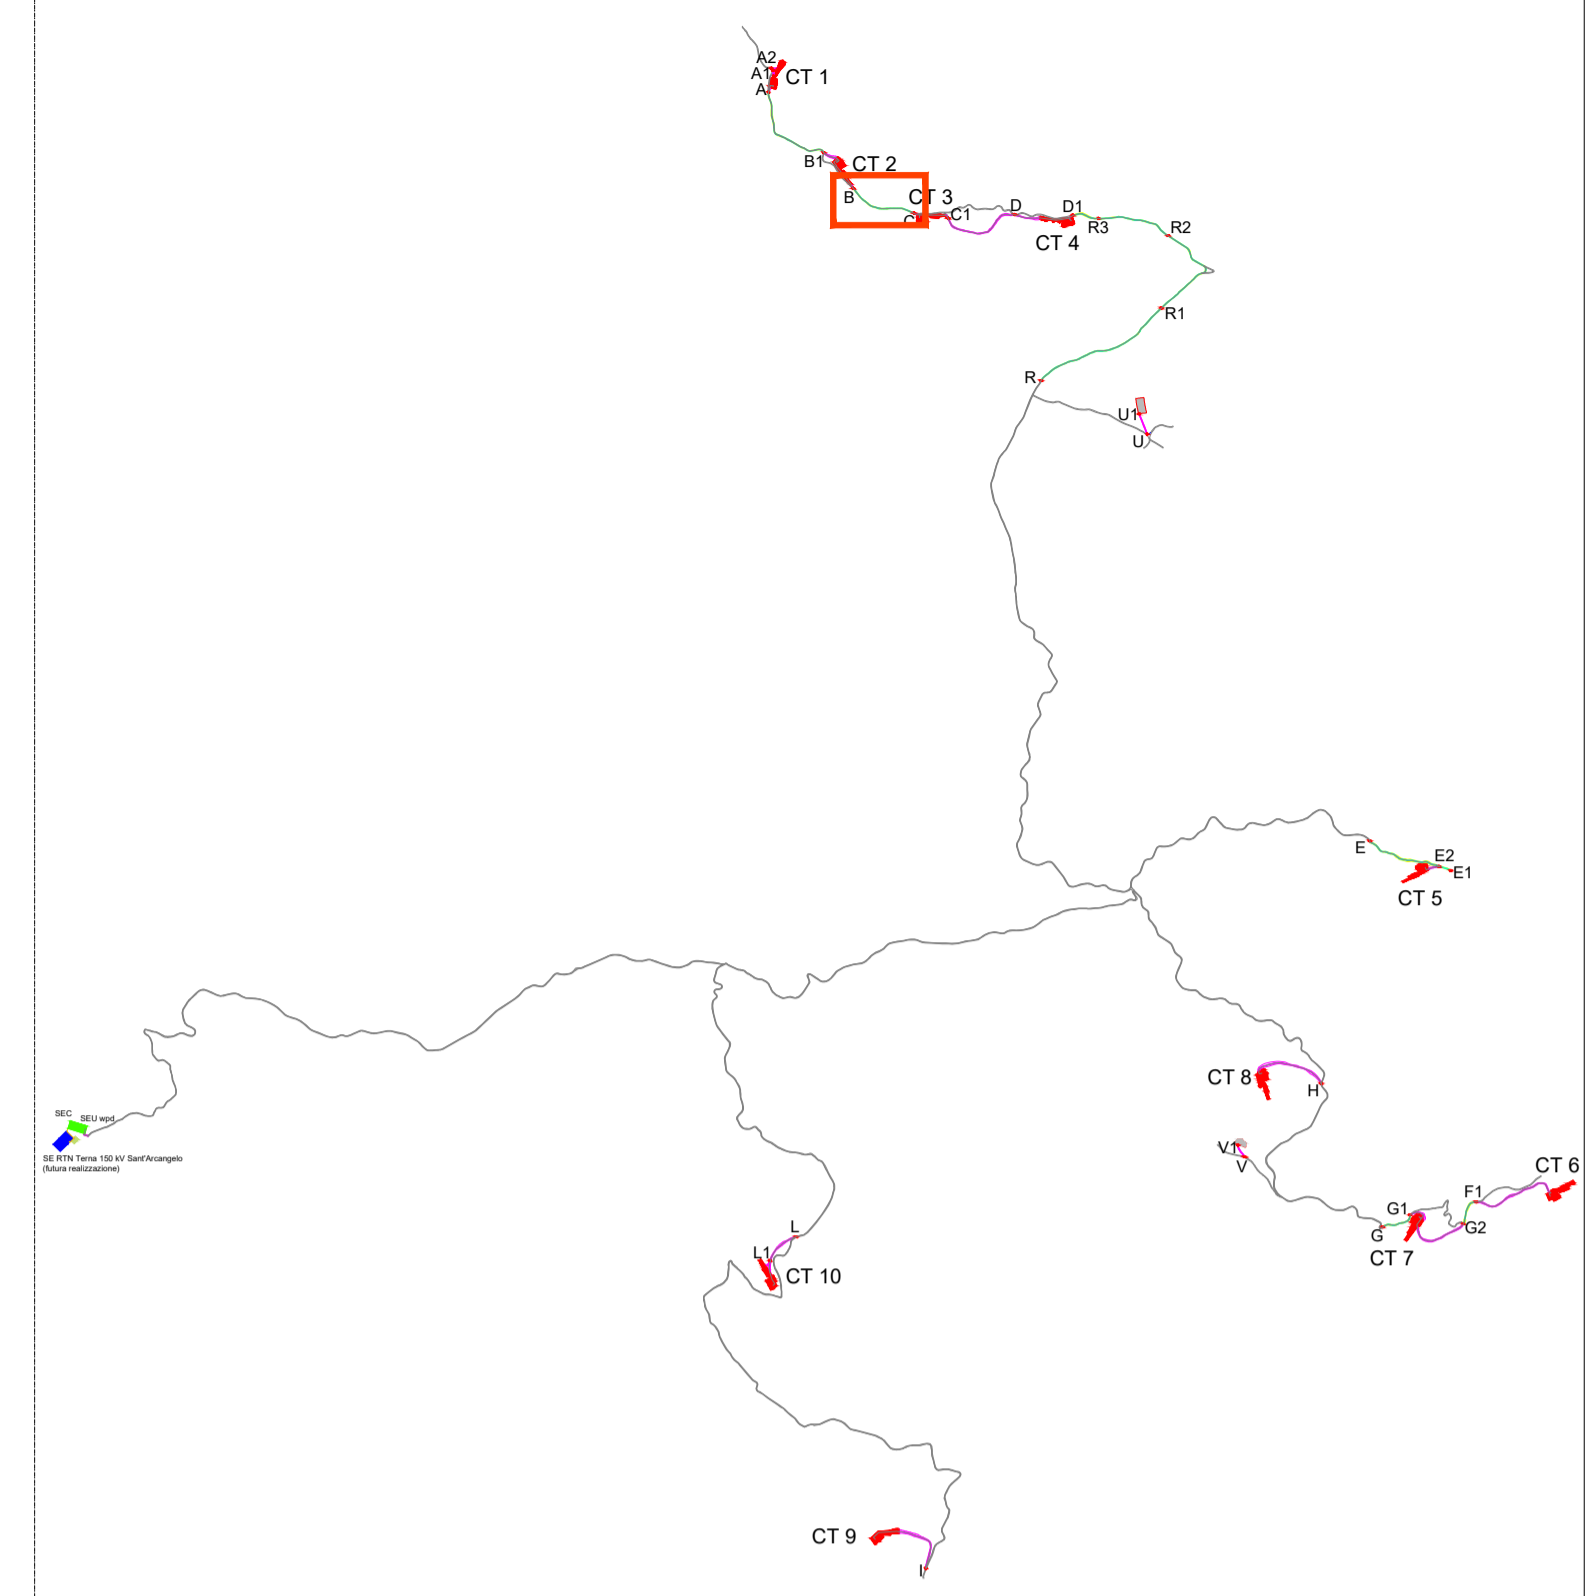 A2
A1
CT 1
A
B1
CT 2
B
CT 3
C
C1
D
D1
R3
R2
CT 4
R1
R
U1
U
E
E2
E1
CT 5
CT 8
H
SEC
SEU wpd
SE RTN Terna 150 kV Sant'Arcangelo
(futura realizzazione)
V1
V
CT 6
F1
G1
G
G2
CT 7
L
L1
CT 10
CT 9
I